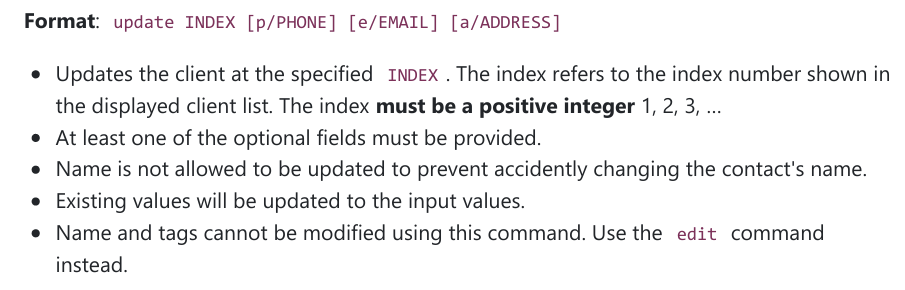 Format: update INDEX [p/PHONE] [e/EMAIL] [a/ADDRESS]
• Updates the client at the specified INDEX . The index refers to the index number shown in
the displayed client list. The index must be a positive integer 1, 2, 3, …
• At least one of the optional fields must be provided.
• Name is not allowed to be updated to prevent accidently changing the contact's name.
• Existing values will be updated to the input values.
• Name and tags cannot be modified using this command. Use the edit command
instead.